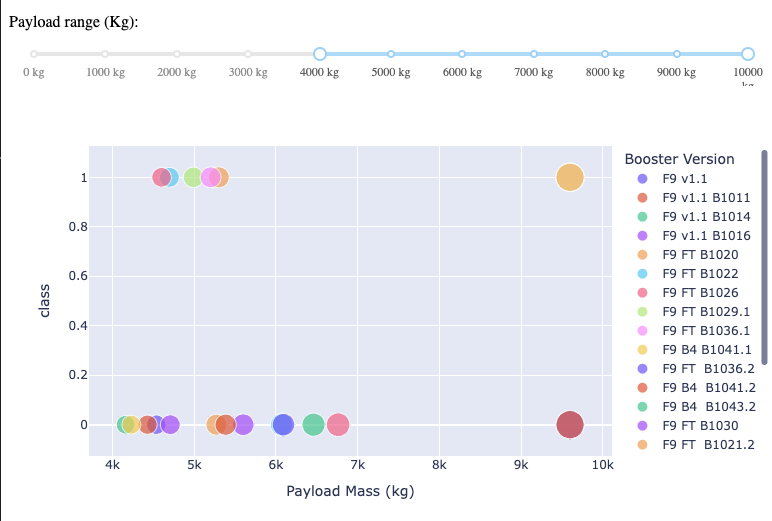 Payload range (Kg):
0 kg 1000 kg 2000 kg 3000 kg 4000 kg 5000 kg 6000 kg 7000 kg 8000 kg 9000 kg 10000
kg
Booster Version
F9 v1.1
F9 v1.1 B1011
F9 v1.1 B1014
F9 v1.1 B1016
F9 FT B1020
F9 FT B1022
F9 FT B1026
F9 FT B1029.1
F9 FT B1036.1
F9 B4 B1041.1
F9 FT  B1036.2
F9 B4  B1041.2
F9 B4  B1043.2
F9 FT B1030
F9 FT  B1021.2
class
1
0.8
0.6
0.4
0.2
0
4k 5k 6k 7k 8k 9k 10k
Payload Mass (kg)